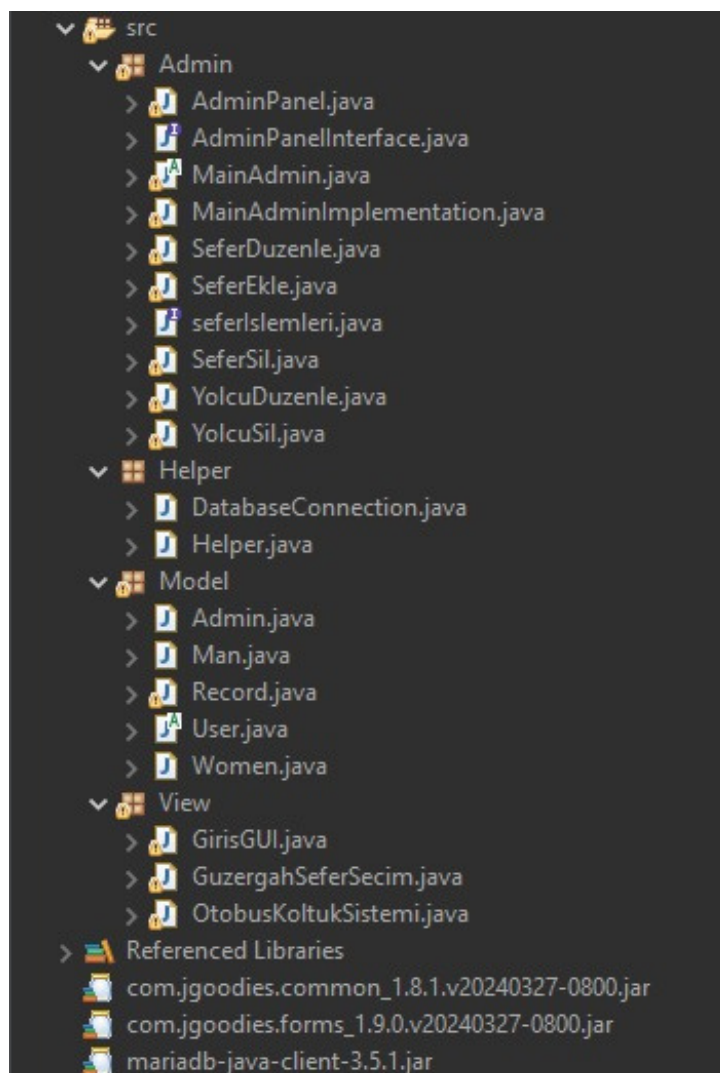 src
Admin
AdminPanel.java
AdminPanelInterface.java
MainAdmin.java
MainAdminImplementation.java
SeferDuzenle.java
SeferEkle.java
seferIslemleri.java
SeferSil.java
YolcuDuzenle.java
YolcuSil.java
Helper
DatabaseConnection.java
Helper.java
Model
Admin.java
Man.java
Record.java
User.java
Women.java
View
GirisGUI.java
GuzergahSeferSecim.java
OtobusKoltukSistemi.java
Referenced Libraries
com.jgoodies.common_1.8.1.v20240327-0800.jar
com.jgoodies.forms_1.9.0.v20240327-0800.jar
mariadb-java-client-3.5.1.jar